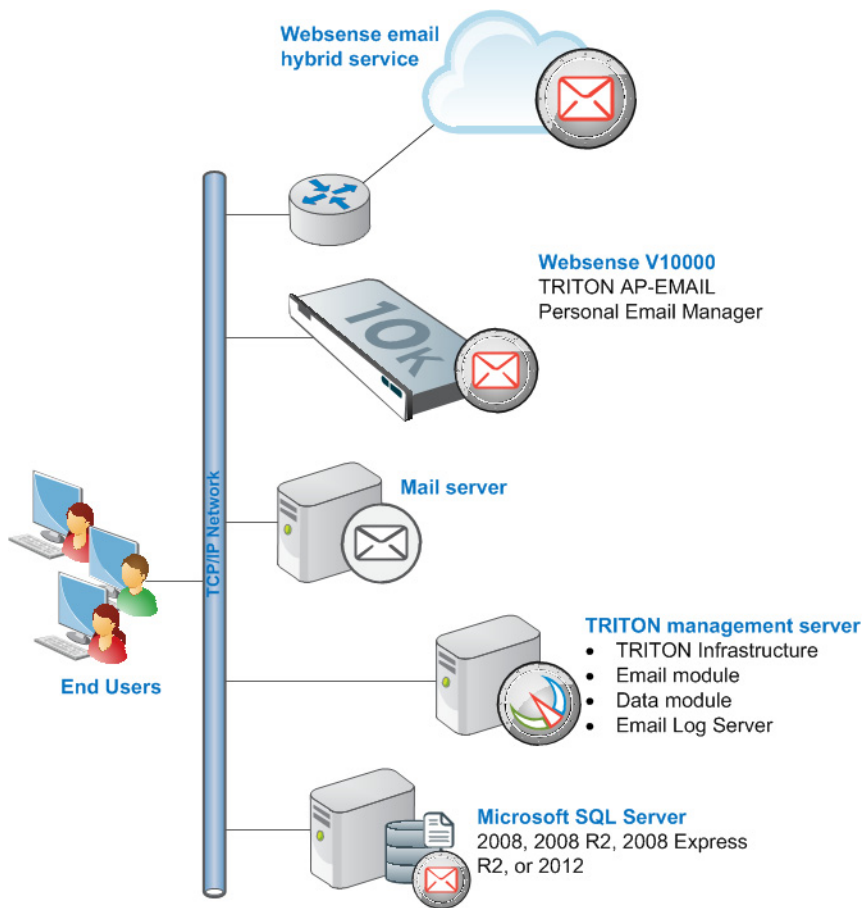 Websense email
hybrid service
Websense V10000
TRITON AP-EMAIL
Personal Email Manager
10K
Mail server
TCP/IP Network
TRITON management server
• TRITON Infrastructure
• Email module
• Data module
• Email Log Server
End Users
Microsoft SQL Server
2008, 2008 R2, 2008 Express
R2, or 2012